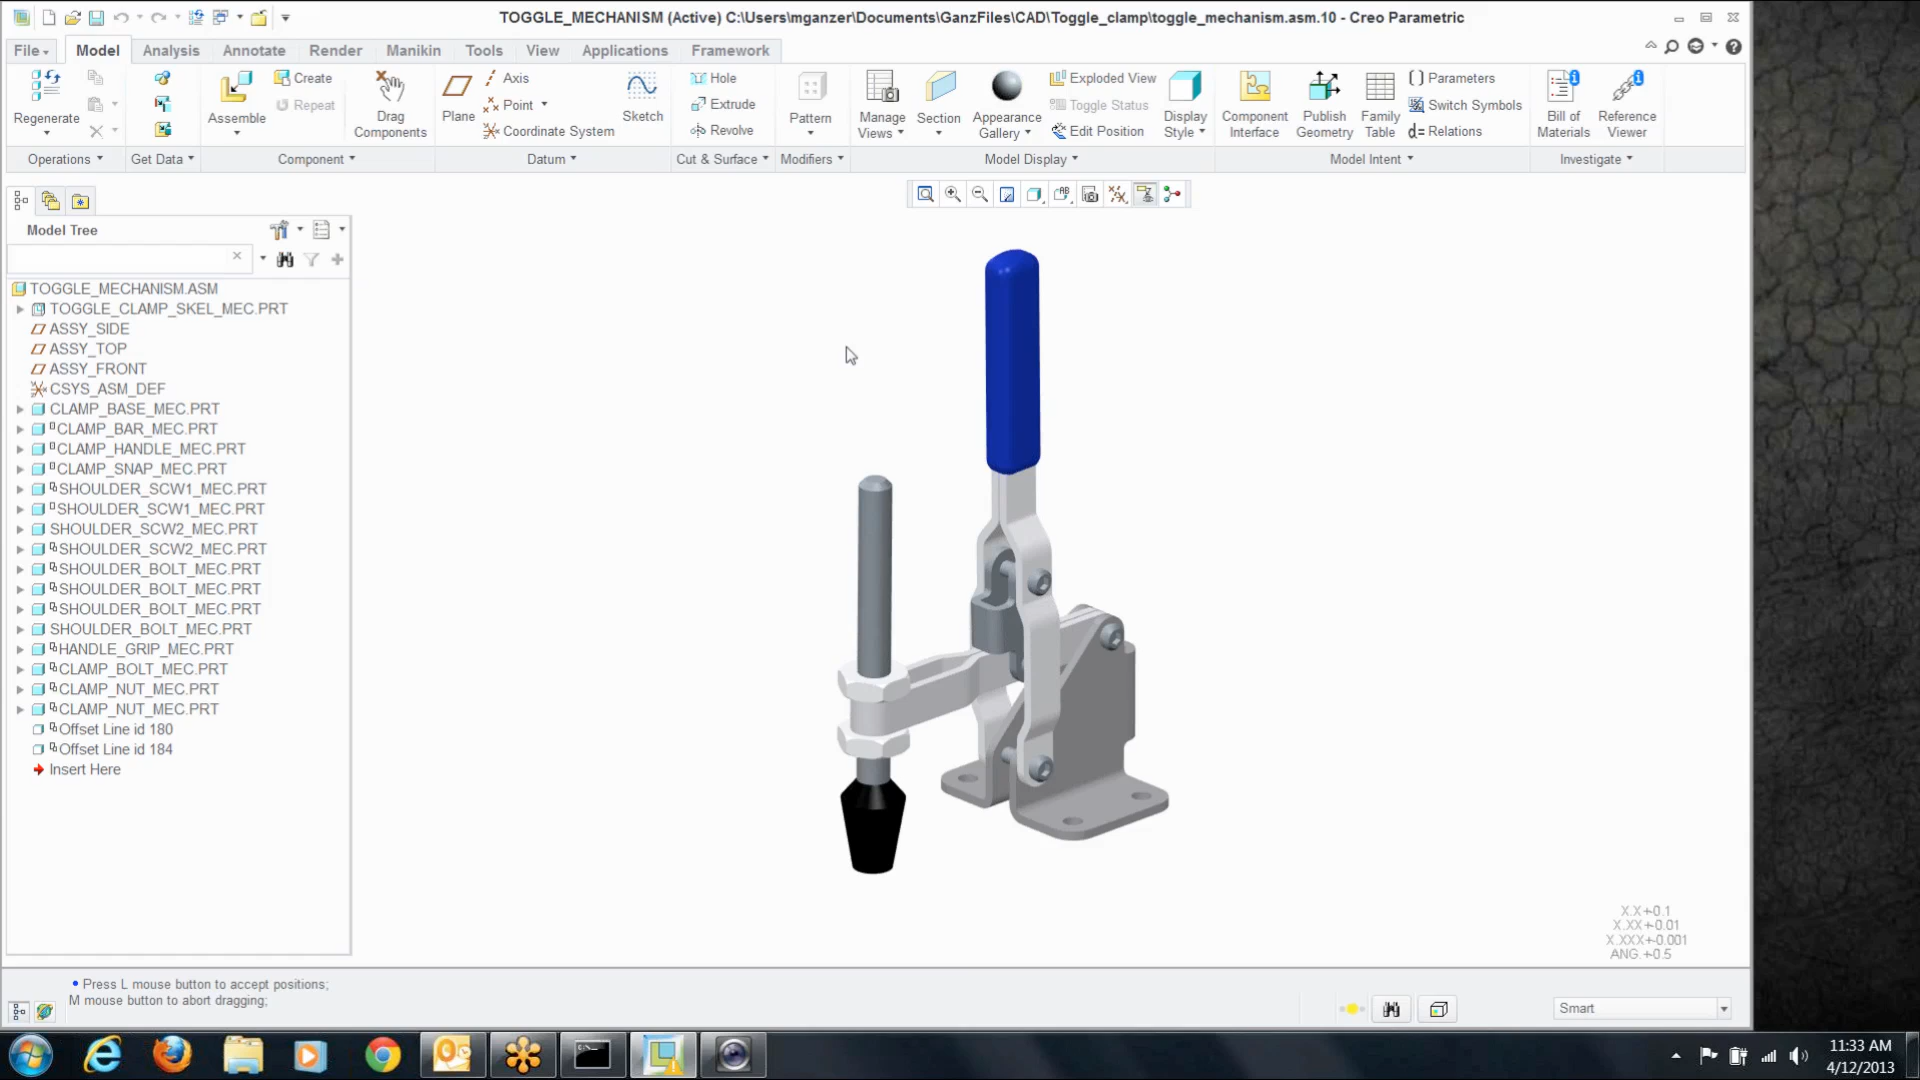 TOGGLE_MECHANISM (Active) C:\Users\mganzer\Documents\GanzFiles\CAD\Toggle_clamp\toggle_mechanism.asm.10 - Creo Parametric
File Model Analysis Annotate Render Manikin Tools View Applications Framework
Regenerate
Operations
Get Data
Assemble
Create
Repeat
Drag Components
Component
Plane
Axis
Point
Coordinate System
Sketch
Datum
Hole
Extrude
Revolve
Cut & Surface
Pattern
Modifiers
Manage Views
Section
Appearance Gallery
Exploded View
Toggle Status
Edit Position
Display Style
Model Display
Component Interface
Publish Geometry
Family Table
Parameters
Switch Symbols
d= Relations
Model Intent
Bill of Materials
Reference Viewer
Investigate
Model Tree
TOGGLE_MECHANISM.ASM
TOGGLE_CLAMP_SKEL_MEC.PRT
ASSY_SIDE
ASSY_TOP
ASSY_FRONT
CSYS_ASM_DEF
CLAMP_BASE_MEC.PRT
CLAMP_BAR_MEC.PRT
CLAMP_HANDLE_MEC.PRT
CLAMP_SNAP_MEC.PRT
SHOULDER_SCW1_MEC.PRT
SHOULDER_SCW1_MEC.PRT
SHOULDER_SCW2_MEC.PRT
SHOULDER_SCW2_MEC.PRT
SHOULDER_BOLT_MEC.PRT
SHOULDER_BOLT_MEC.PRT
SHOULDER_BOLT_MEC.PRT
SHOULDER_BOLT_MEC.PRT
HANDLE_GRIP_MEC.PRT
CLAMP_BOLT_MEC.PRT
CLAMP_NUT_MEC.PRT
CLAMP_NUT_MEC.PRT
Offset Line id 180
Offset Line id 184
Insert Here
X.X+-0.1
X.XX+-0.01
X.XXX+-0.001
ANG.+-0.5
Press L mouse button to accept positions;
M mouse button to abort dragging;
Smart
11:33 AM
4/12/2013